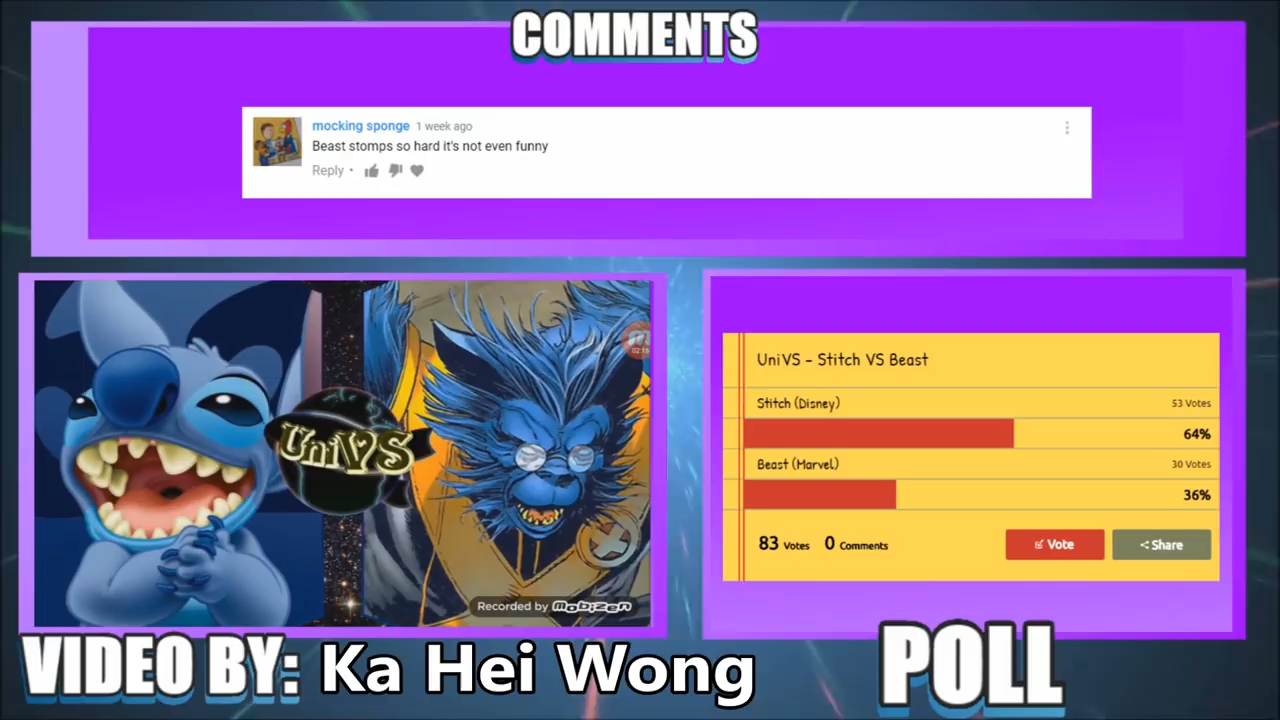 COMMENTS
mocking sponge 1 week ago
Beast stomps so hard it's not even funny
Reply •
UniVS
02:16
Recorded by Mobizen
UniVS - Stitch VS Beast
Stitch (Disney) 53 Votes
64%
Beast (Marvel) 30 Votes
36%
83 Votes 0 Comments Vote Share
VIDEO BY: Ka Hei Wong
POLL